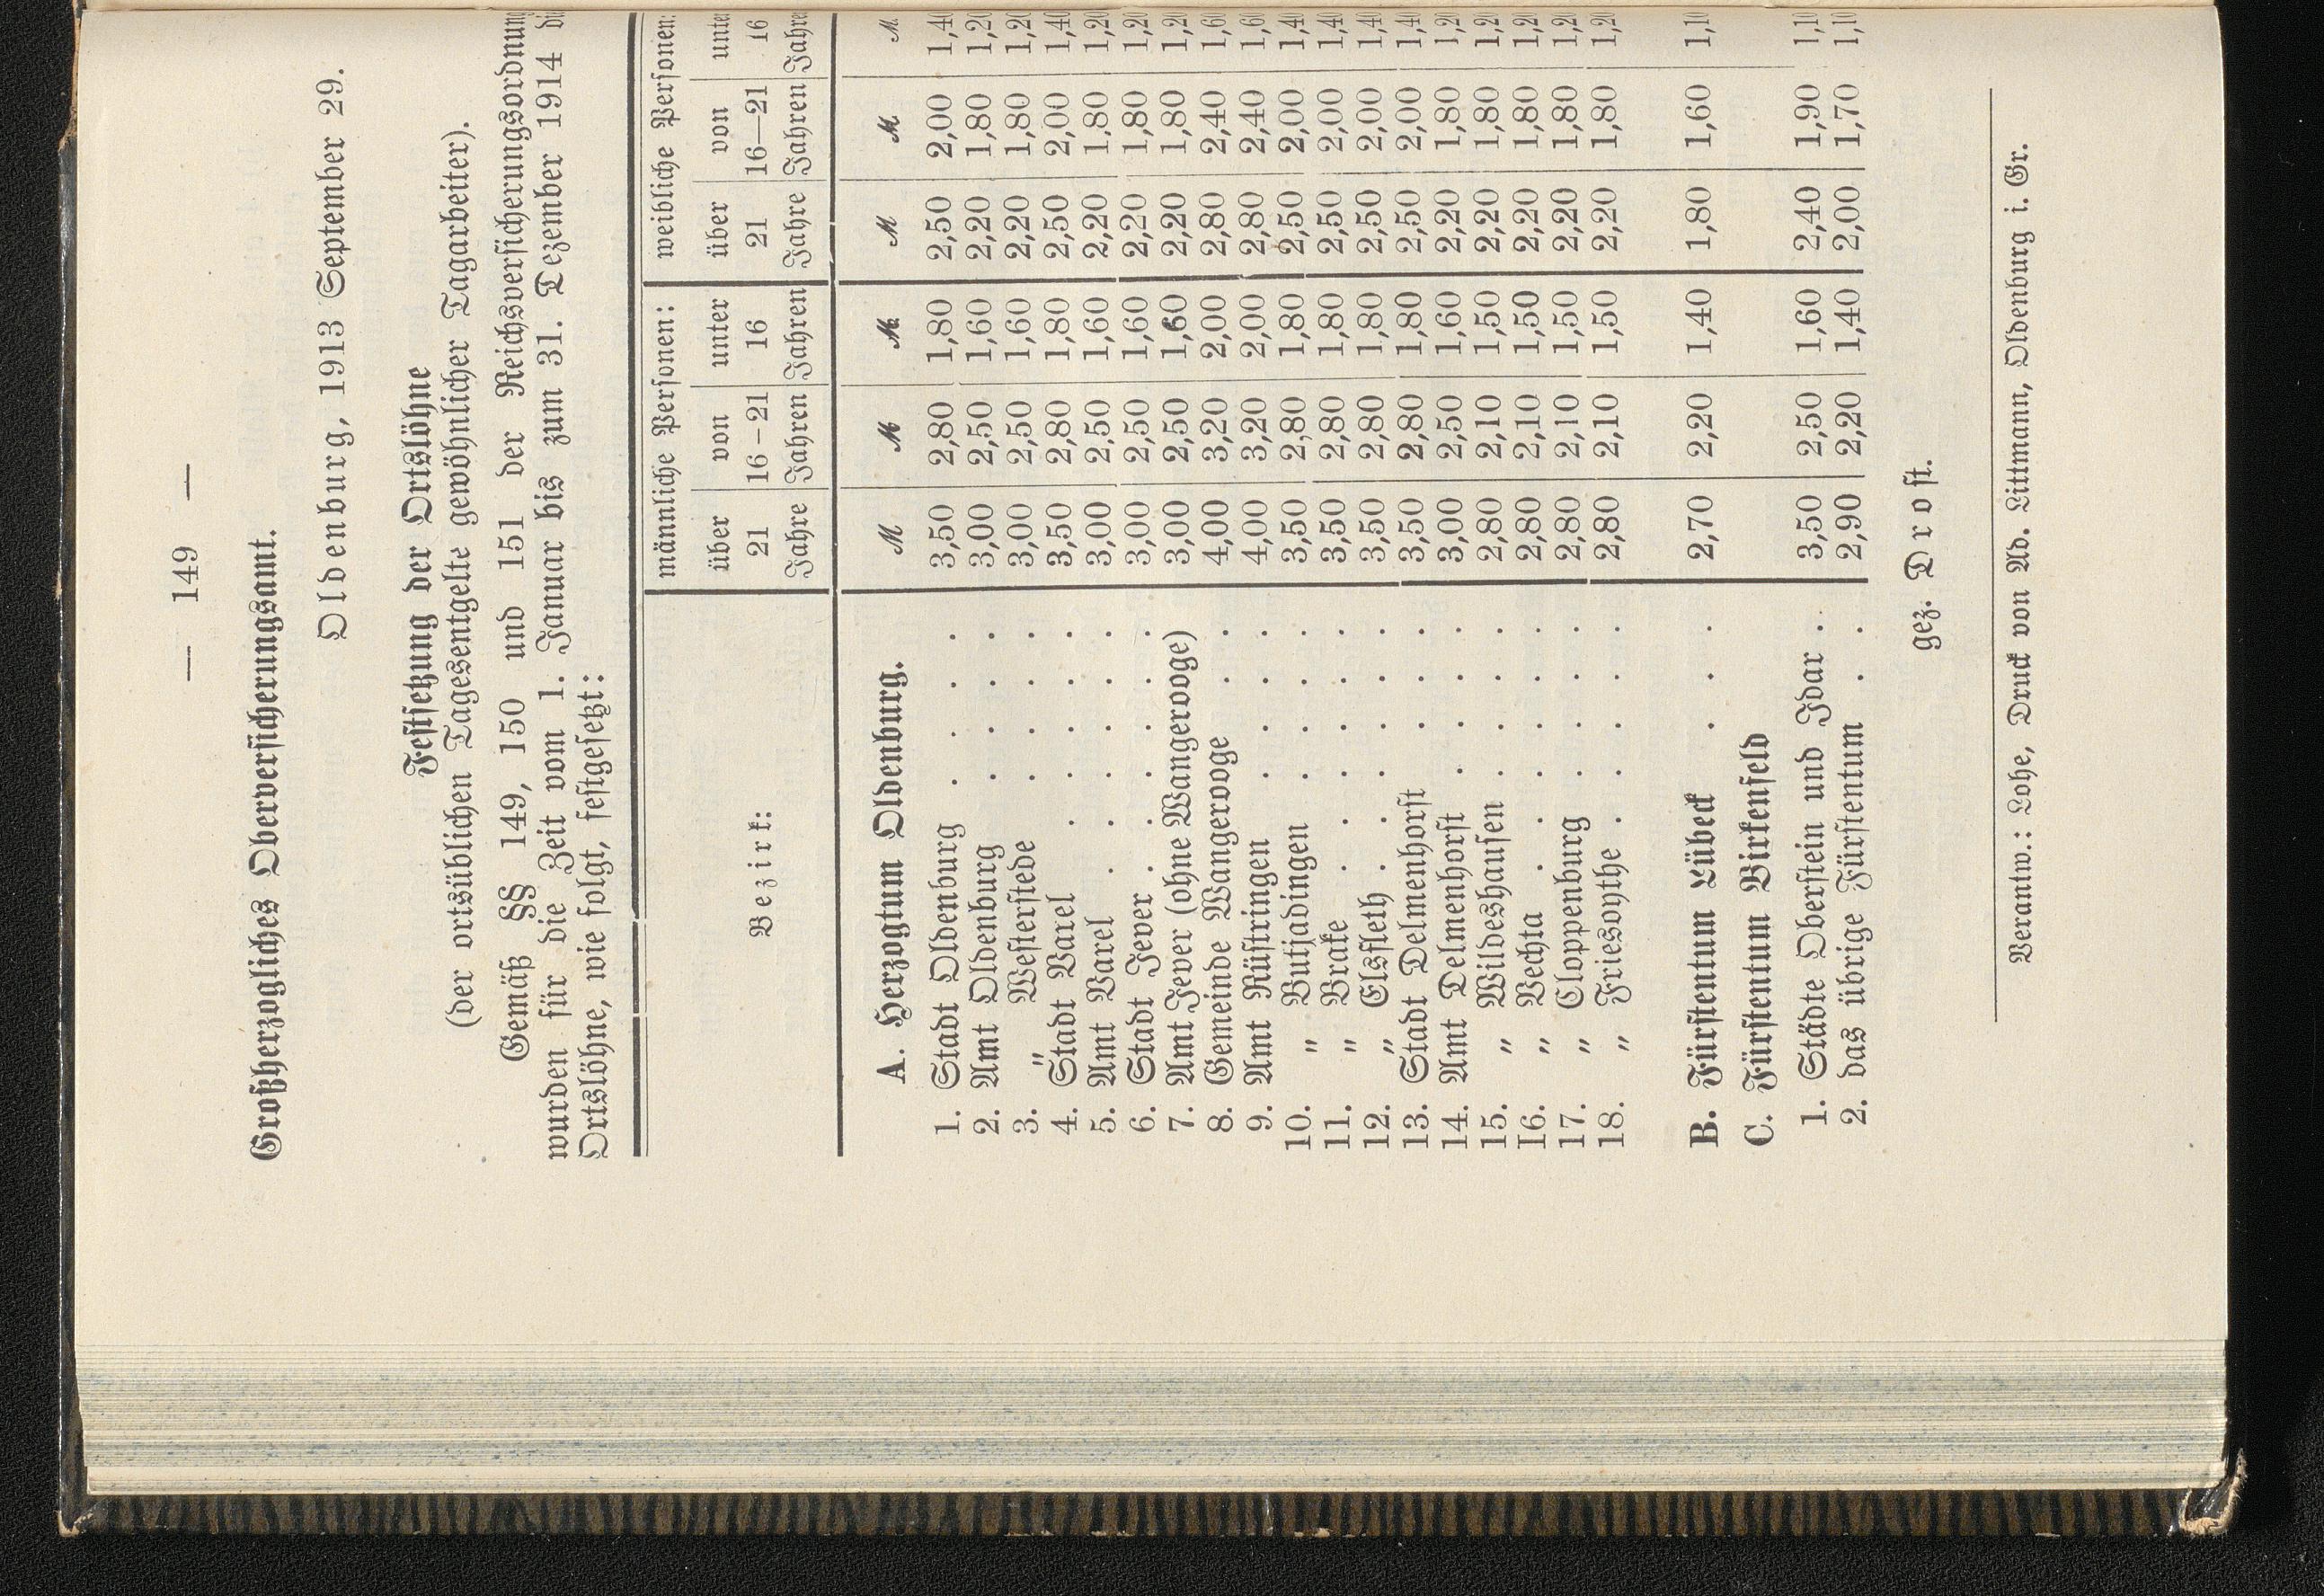 — 149 —
Großherzogliches Oberversicherungsamt.
Oldenburg, 1913 September 29.
Festsetzung der Ortslöhne
(der ortsüblichen Tagesentgelte gewöhnlicher Tagarbeiter).
Gemäß §§ 149, 150 und 151 der Reichsversicherungsordnung
wurden für die Zeit vom 1. Januar bis zum 31. Dezember 1914 di
Ortslöhne, wie folgt, festgesetzt:
männliche Personen: weibliche Personen:
Bezirk: über 21 Jahre von 16–21 Jahren unter 16 Jahren über 21 Jahre von 16—21 Jahren unte 16 Jahre
ℳ ℳ ℳ ℳ ℳ ℳ
A. Herzogtum Oldenburg.
1. Stadt Oldenburg . . . . 3,50 2,80 1,80 2,50 2,00 1,40
2. Amt Oldenburg . . . . 3,00 2,50 1,60 2,20 1,80 1,20
3. „ Westerstede . . . . 3,00 2,50 1,60 2,20 1,80 1,20
4. Stadt Varel . . . . . 3,50 2,80 1,80 2,50 2,00 1,40
5. Amt Varel . . . . . . 3,00 2,50 1,60 2,20 1,80 1,20
6. Stadt Jever . . . . . . 3,00 2,50 1,60 2,20 1,80 1,20
7. Amt Jever (ohne Wangerooge) 3,00 2,50 1,60 2,20 1,80 1,20
8. Gemeinde Wangerooge . . 4,00 3,20 2,00 2,80 2,40 1,60
9. Amt Rüstringen . . . . 4,00 3,20 2,00 2,80 2,40 1,60
10. „ Butjadingen . . . . 3,50 2,80 1,80 2,50 2,00 1,40
11. „ Brake . . . . . . 3,50 2,80 1,80 2,50 2,00 1,40
12. „ Elsfleth . . . . . . 3,50 2,80 1,80 2,50 2,00 1,40
13. Stadt Delmenhorst . . . 3,50 2,80 1,80 2,50 2,00 1,40
14. Amt Delmenhorst . . . . 3,00 2,50 1,60 2,20 1,80 1,20
15. „ Wildeshausen . . . . 2,80 2,10 1,50 2,20 1,80 1,20
16. „ Vechta . . . . . . 2,80 2,10 1,50 2,20 1,80 1,20
17. „ Cloppenburg . . . . 2,80 2,10 1,50 2,20 1,80 1,20
18. „ Friesoythe . . . . . 2,80 2,10 1,50 2,20 1,80 1,20
B. Fürstentum Lübeck . . . 2,70 2,20 1,40 1,80 1,60 1,10
C. Fürstentum Birkenfeld
1. Städte Oberstein und Idar . 3,50 2,50 1,60 2,40 1,90 1,10
2. das übrige Fürstentum . . 2,90 2,20 1,40 2,00 1,70 1,10
gez. Drost.
Verantw.: Lohe, Druck von Ad. Littmann, Oldenburg i. Gr.